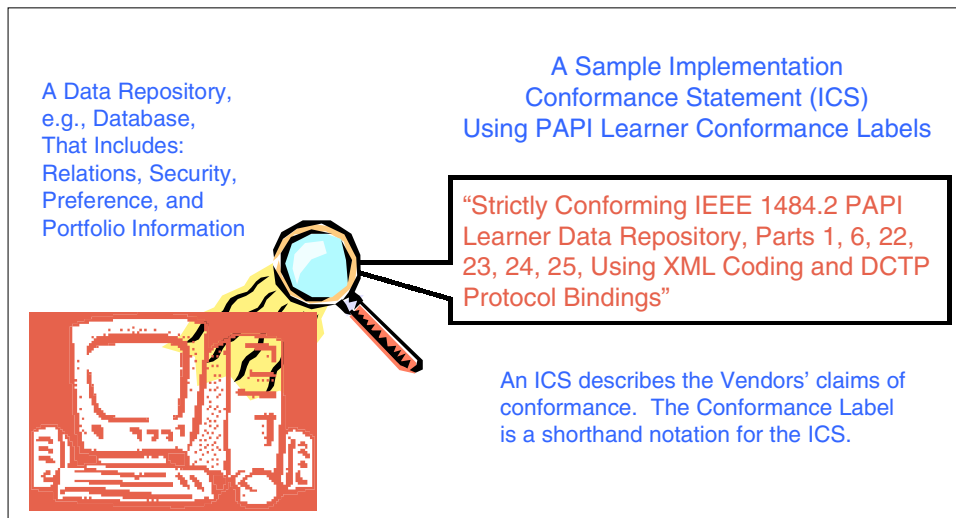 A Data Repository,
e.g., Database,
That Includes:
Relations, Security,
Preference, and
Portfolio Information
A Sample Implementation
Conformance Statement (ICS)
Using PAPI Learner Conformance Labels
“Strictly Conforming IEEE 1484.2 PAPI
Learner Data Repository, Parts 1, 6, 22,
23, 24, 25, Using XML Coding and DCTP
Protocol Bindings”
An ICS describes the Vendors’ claims of
conformance.  The Conformance Label
is a shorthand notation for the ICS.